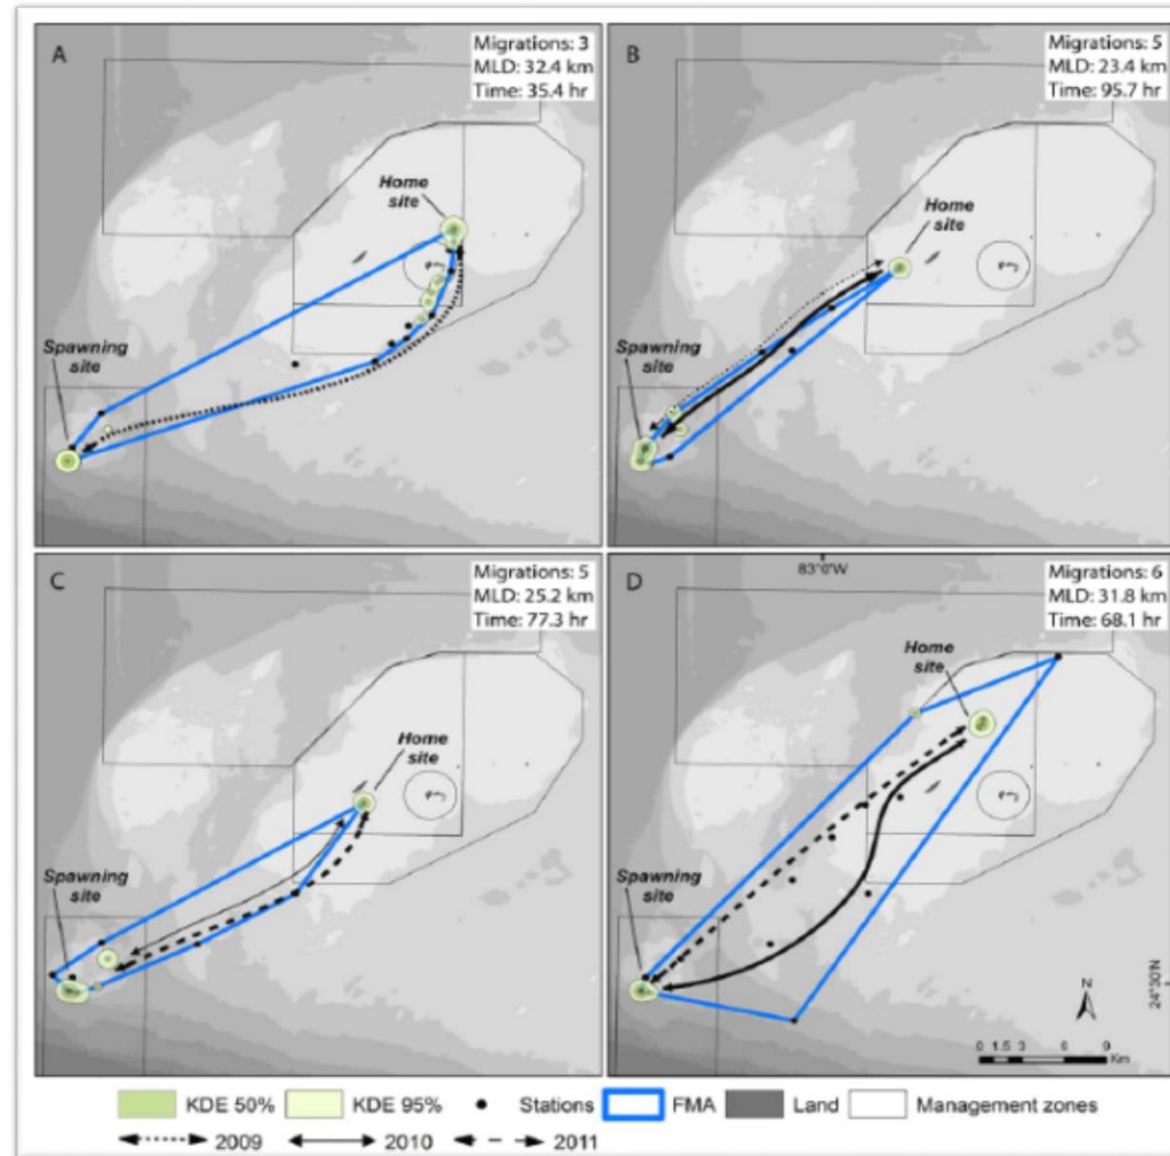 A
Migrations: 3
MLD: 32.4 km
Time: 35.4 hr
Home
site
Spawning
site
B
Migrations: 5
MLD: 23.4 km
Time: 95.7 hr
Home
site
Spawning
site
C
Migrations: 5
MLD: 25.2 km
Time: 77.3 hr
Home
site
Spawning
site
D
83°0'W
Migrations: 6
MLD: 31.8 km
Time: 68.1 hr
Home
site
Spawning
site
24°30'N
N
0 1.5 3 6 9
Km
KDE 50% KDE 95% Stations FMA Land Management zones
2009 2010 2011